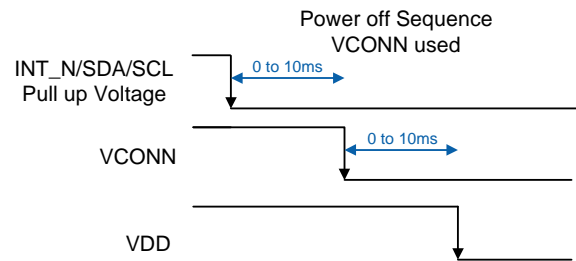 Power off Sequence
VCONN used
INT_N/SDA/SCL
Pull up Voltage
0 to 10ms
VCONN
0 to 10ms
VDD